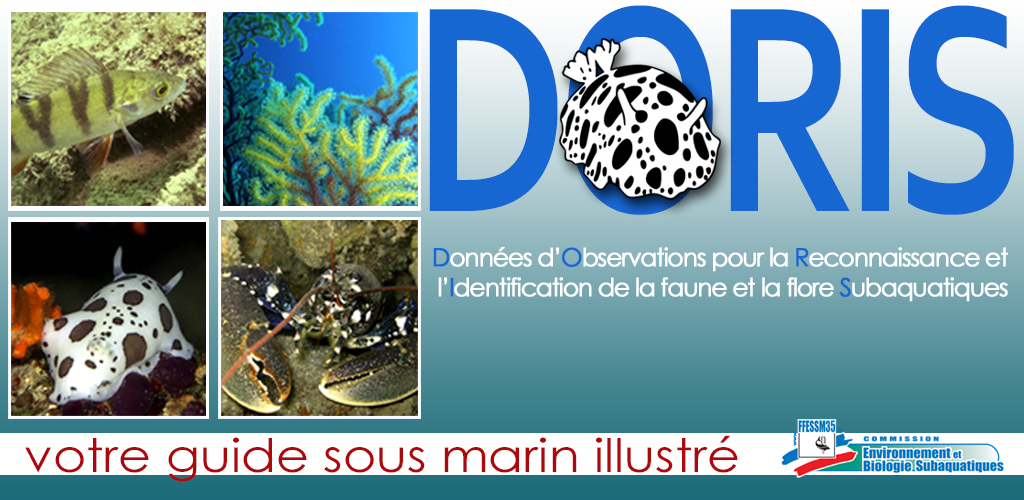 DORIS
Données d'Observations pour la Reconnaissance et
l'Identification de la faune et la flore Subaquatiques
votre guide sous marin illustré
FFESSM35
COMMISSION
Environnement et
Biologie Subaquatiques